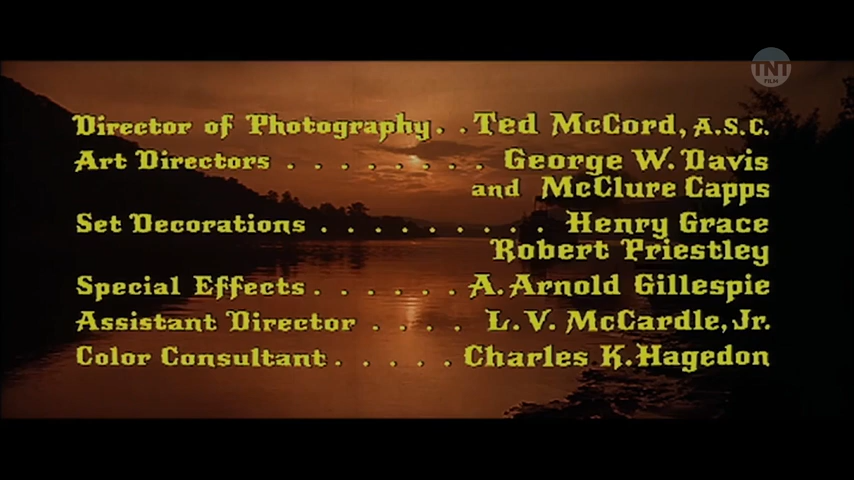 TNT
FILM
Director of Photography. . Ted McCord, A.S.C.
Art Directors . . . . . . . . George W. Davis
and McClure Capps
Set Decorations . . . . . . . . . Henry Grace
Robert Priestley
Special Effects . . . . . . A. Arnold Gillespie
Assistant Director . . . . L. V. McCardle, Jr.
Color Consultant . . . . . Charles K. Hagedon